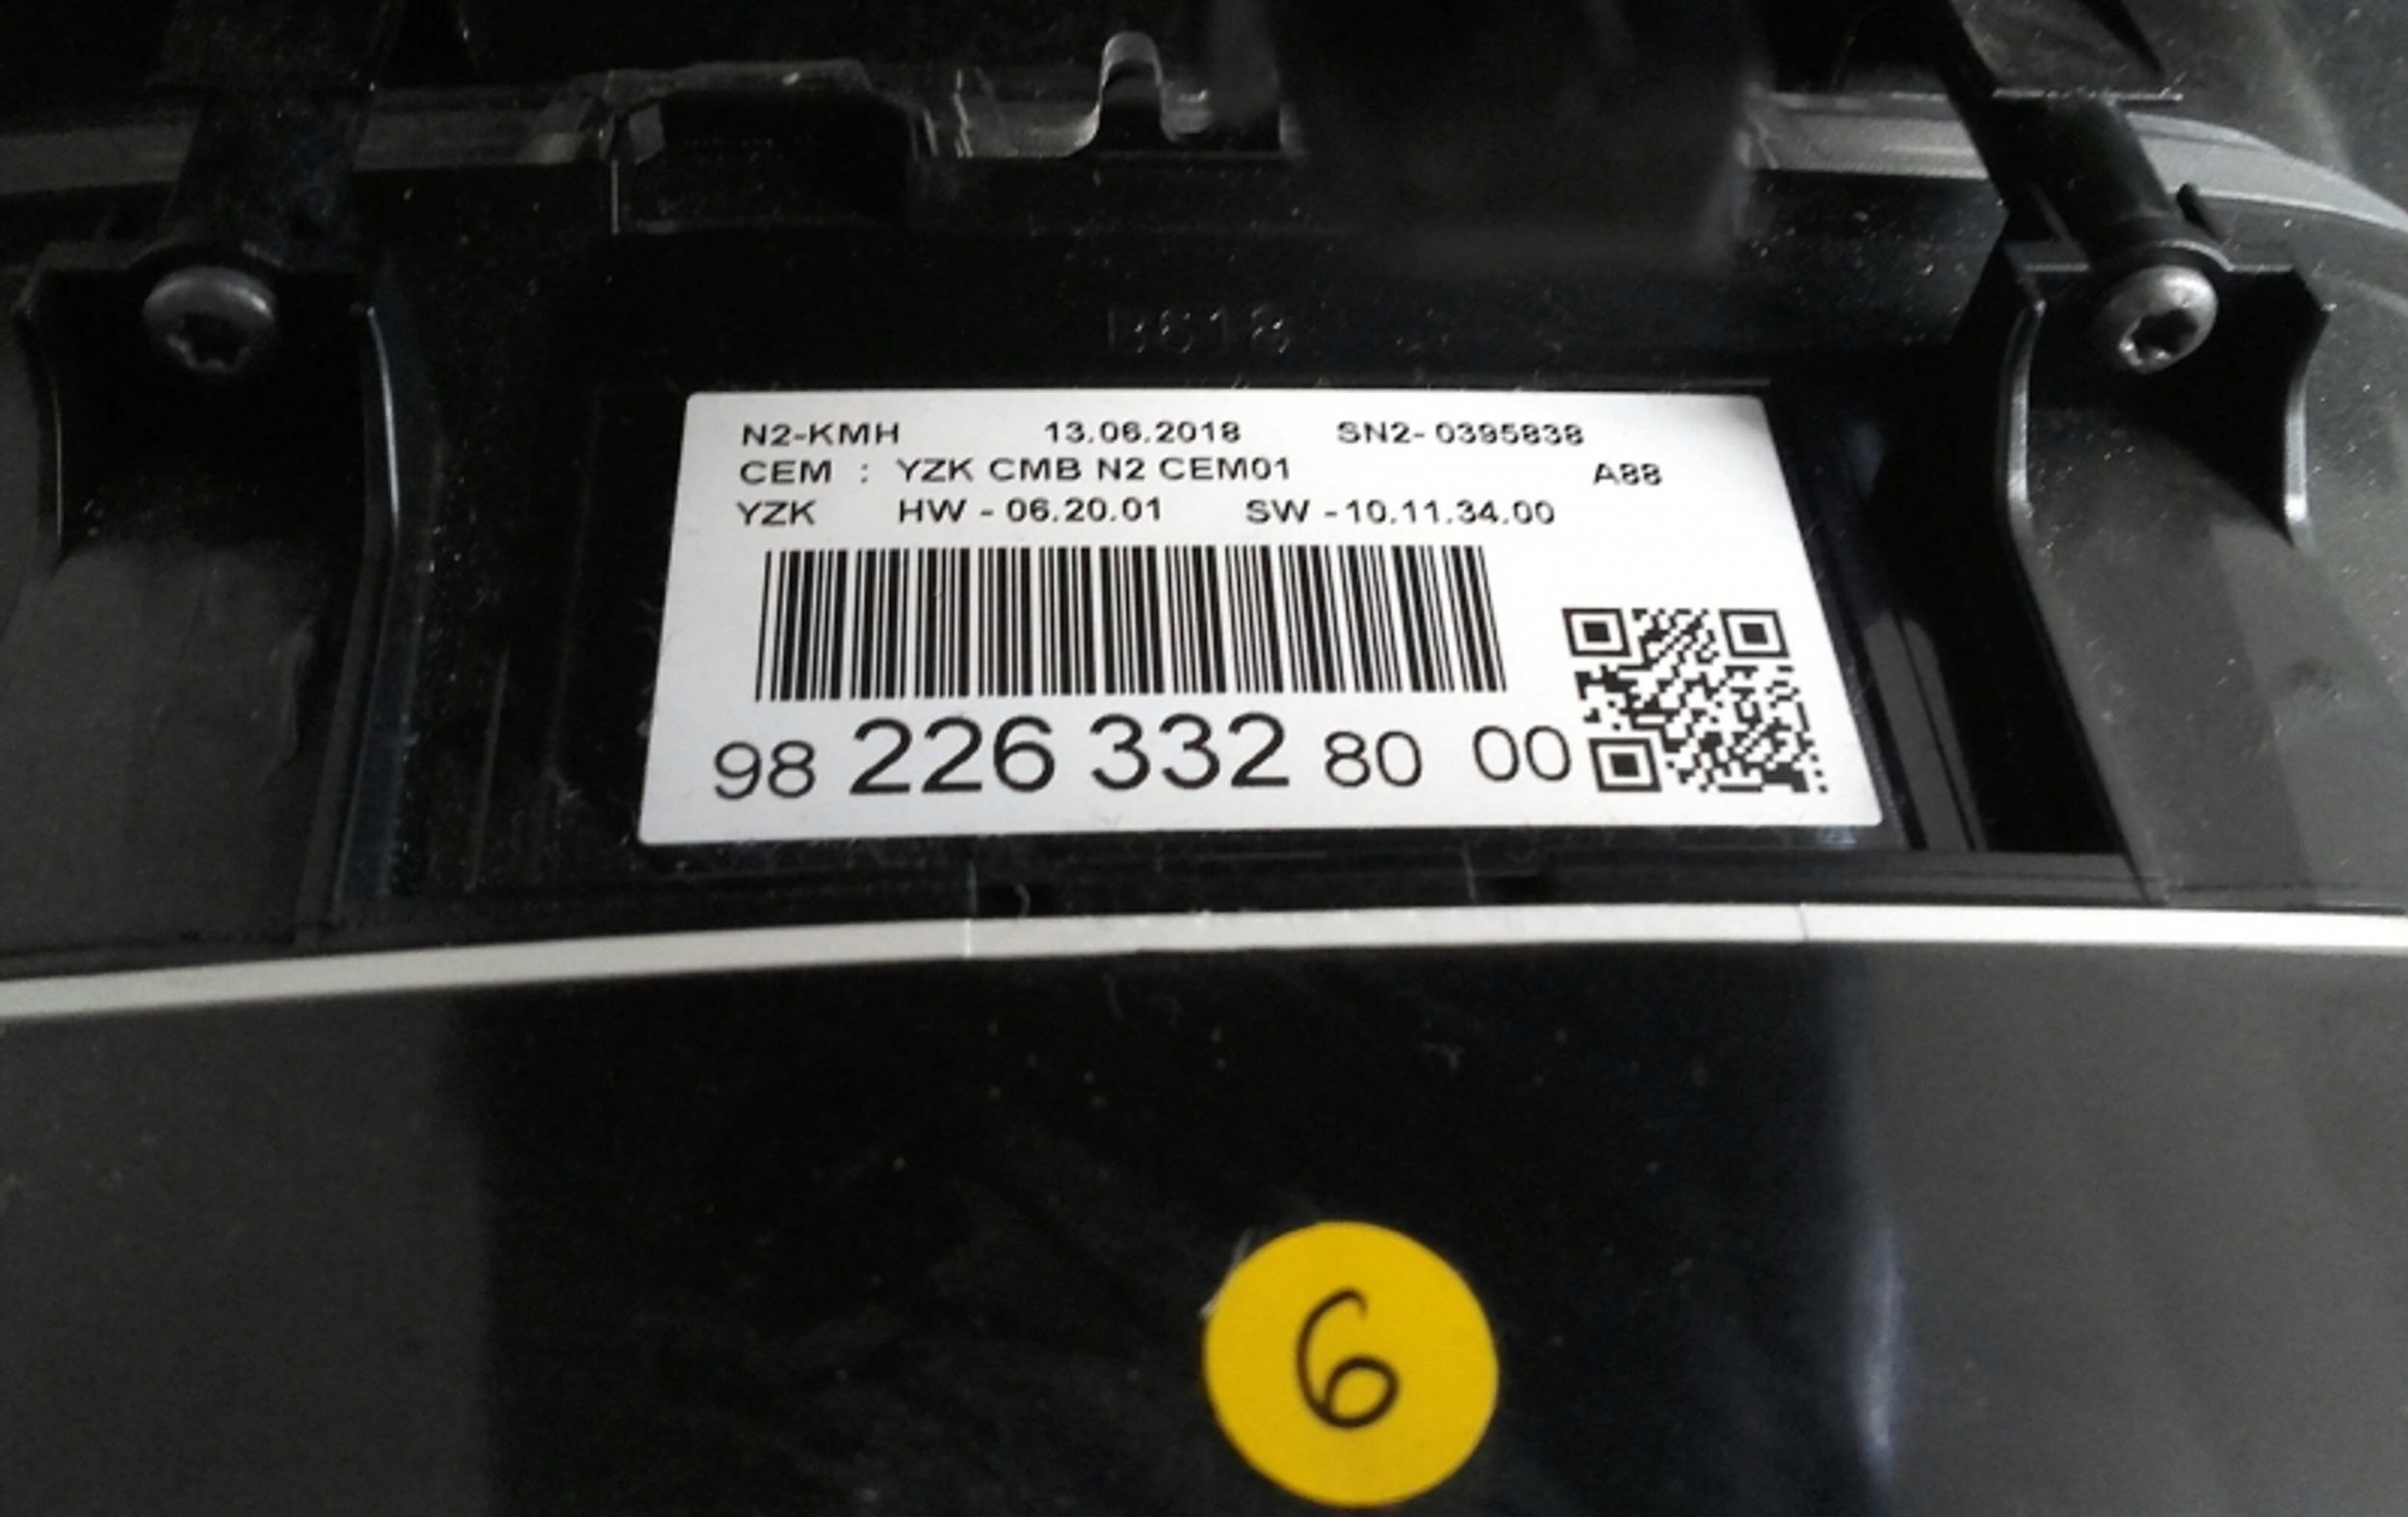 N2-KMH 13.06.2018 SN2- 0395838
CEM : YZK CMB N2 CEM01 A88
YZK HW - 06.20.01 SW - 10.11.34.00
98 226 332 80 00
6